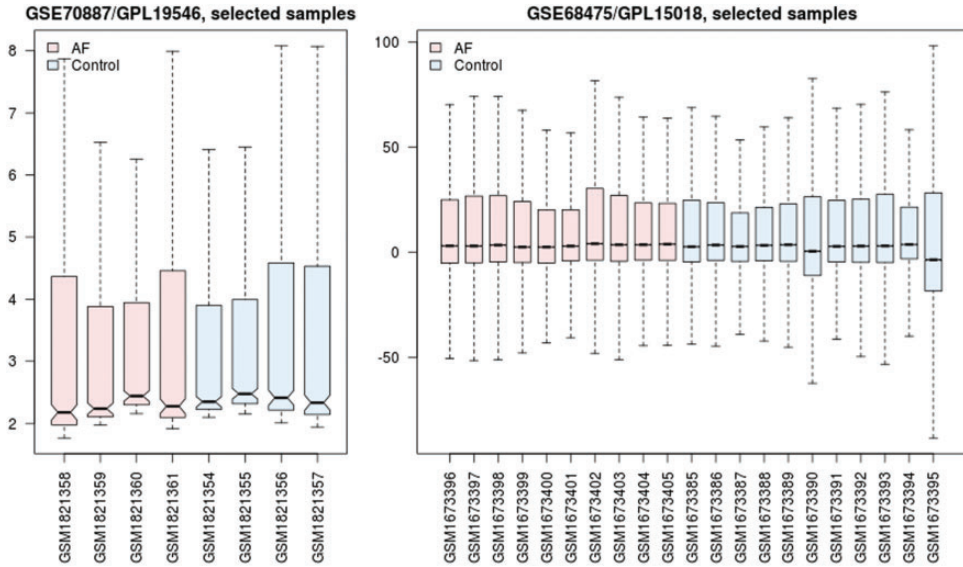 GSE70887/GPL19546, selected samples
AF
Control
8
7
6
5
4
3
2
GSM1821358
GSM1821359
GSM1821360
GSM1821361
GSM1821354
GSM1821355
GSM1821356
GSM1821357
GSE68475/GPL15018, selected samples
AF
Control
100
50
0
-50
GSM1673396
GSM1673397
GSM1673398
GSM1673399
GSM1673400
GSM1673401
GSM1673402
GSM1673403
GSM1673404
GSM1673405
GSM1673385
GSM1673386
GSM1673387
GSM1673388
GSM1673389
GSM1673390
GSM1673391
GSM1673392
GSM1673393
GSM1673394
GSM1673395